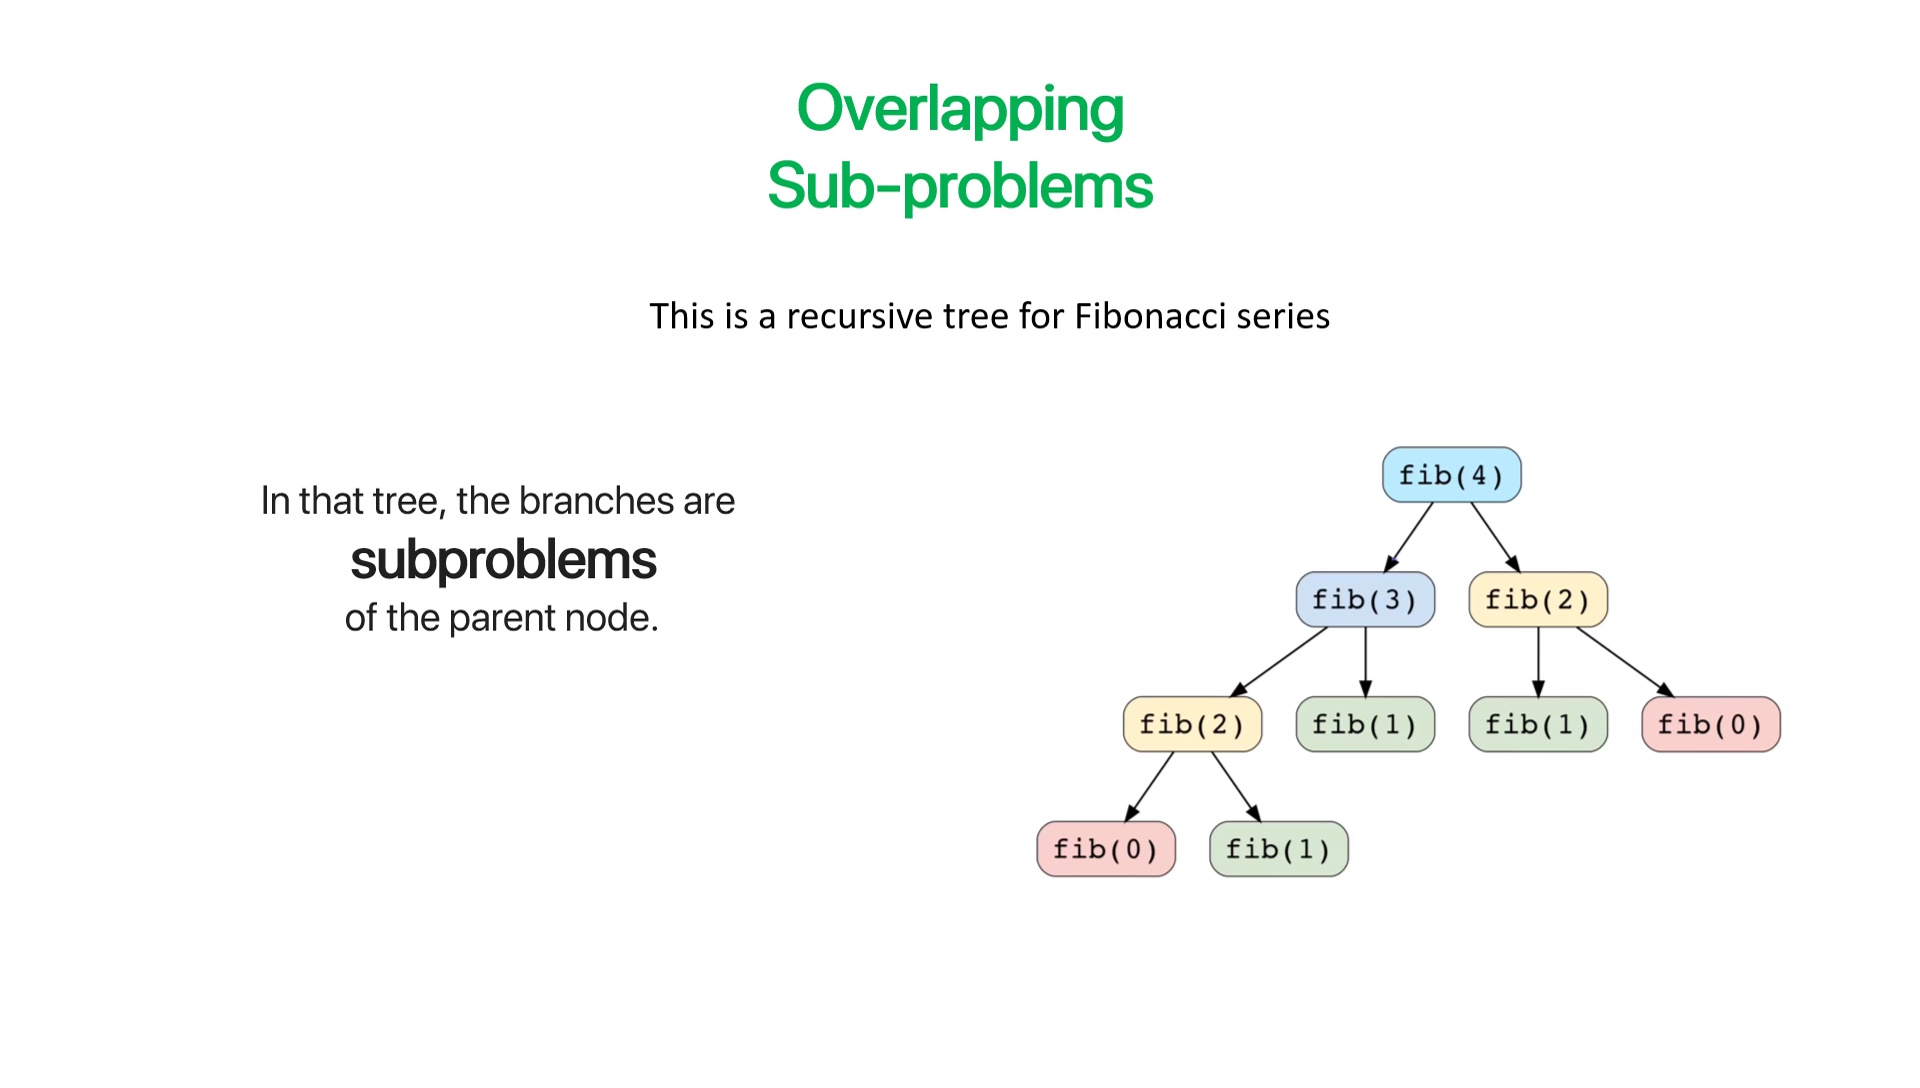 Overlapping
Sub-problems
This is a recursive tree for Fibonacci series
In that tree, the branches are
subproblems
of the parent node.
fib(4)
fib(3) fib(2)
fib(2) fib(1) fib(1) fib(0)
fib(0) fib(1)